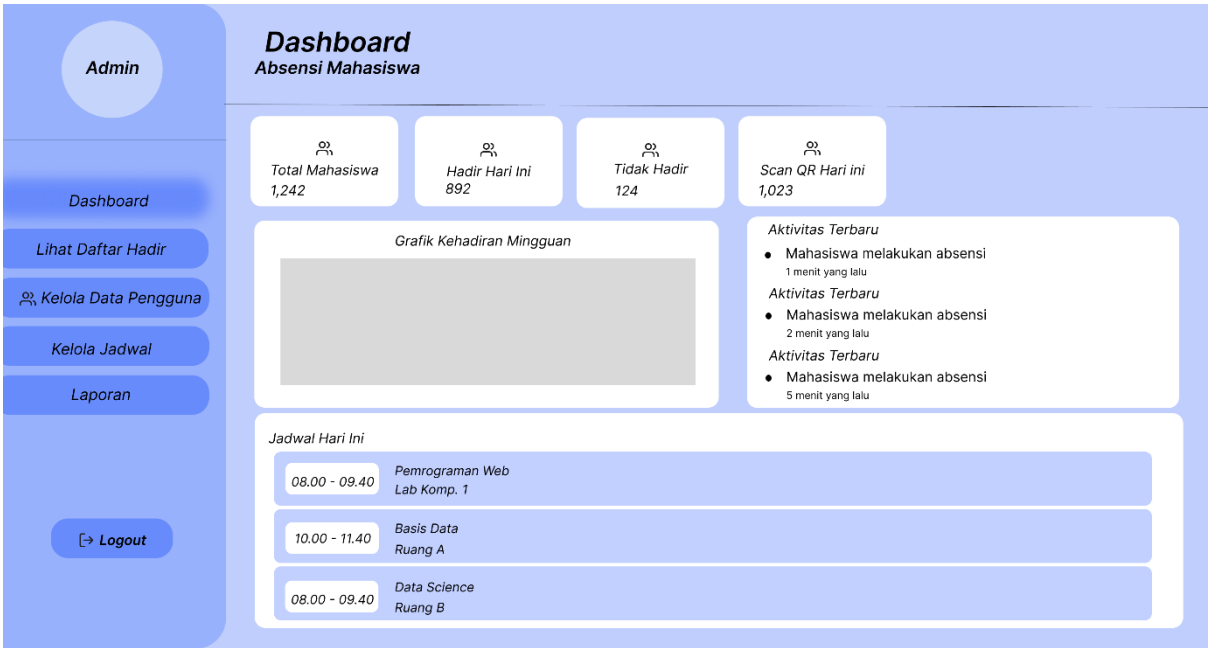 Admin
Dashboard
Lihat Daftar Hadir
Kelola Data Pengguna
Kelola Jadwal
Laporan
Logout
Dashboard
Absensi Mahasiswa
Total Mahasiswa
1,242
Hadir Hari Ini
892
Tidak Hadir
124
Scan QR Hari ini
1,023
Grafik Kehadiran Mingguan
Aktivitas Terbaru
Mahasiswa melakukan absensi
1 menit yang lalu
Aktivitas Terbaru
Mahasiswa melakukan absensi
2 menit yang lalu
Aktivitas Terbaru
Mahasiswa melakukan absensi
5 menit yang lalu
Jadwal Hari Ini
08.00 - 09.40
Pemrograman Web
Lab Komp. 1
10.00 - 11.40
Basis Data
Ruang A
08.00 - 09.40
Data Science
Ruang B